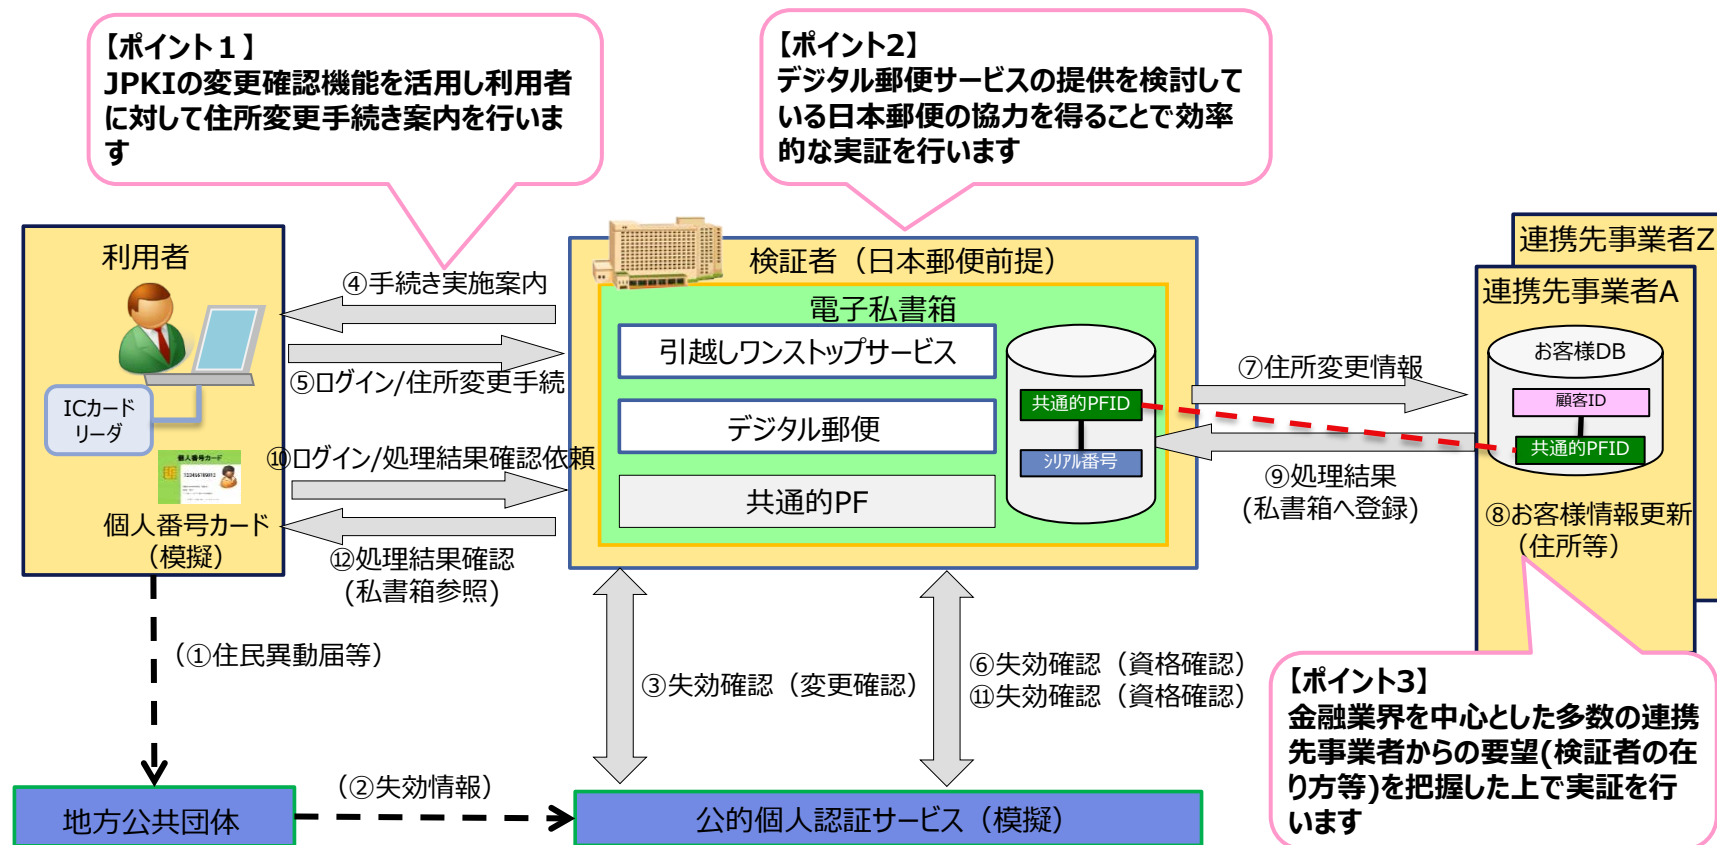 【ポイント１】
JPKIの変更確認機能を活用し利用者
に対して住所変更手続き案内を行いま
す
【ポイント2】
デジタル郵便サービスの提供を検討して
いる日本郵便の協力を得ることで効率
的な実証を行います
利用者
ICカード
リーダ
個人番号カード
個人番号カード
（模擬）
④手続き実施案内
⑤ログイン/住所変更手続
⑩ログイン/処理結果確認依頼
⑫処理結果確認
(私書箱参照)
検証者（日本郵便前提）
電子私書箱
引越しワンストップサービス
デジタル郵便
共通的PF
共通的PFID
シリアル番号
⑦住所変更情報
⑨処理結果
(私書箱へ登録)
連携先事業者Z
連携先事業者A
お客様DB
顧客ID
共通的PFID
⑧お客様情報更新
（住所等）
（①住民異動届等）
③失効確認（変更確認）
⑥失効確認（資格確認）
⑪失効確認（資格確認）
【ポイント3】
金融業界を中心とした多数の連携
先事業者からの要望(検証者の在
り方等)を把握した上で実証を行
います
地方公共団体
（②失効情報）
公的個人認証サービス（模擬）